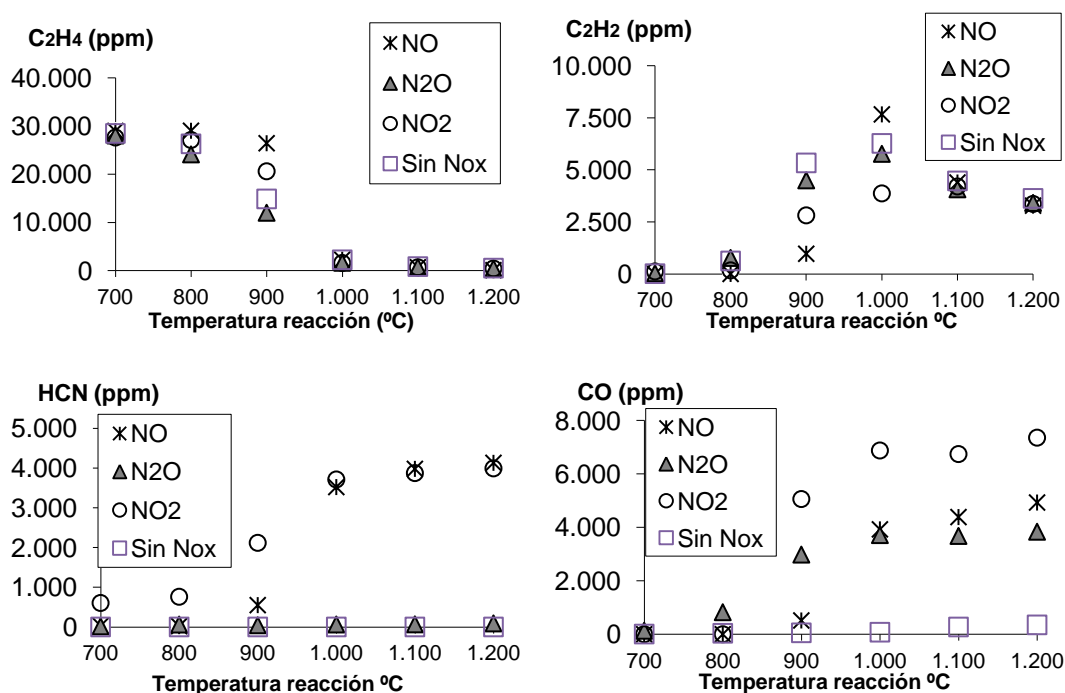 C2H4 (ppm)
NO
N2O
NO2
Sin Nox
40.000
30.000
20.000
10.000
0
700 800 900 1.000 1.100 1.200
Temperatura reacción (ºC)
C2H2 (ppm)
NO
N2O
NO2
Sin Nox
10.000
7.500
5.000
2.500
0
700 800 900 1.000 1.100 1.200
Temperatura reacción ºC
HCN (ppm)
NO
N2O
NO2
Sin Nox
5.000
4.000
3.000
2.000
1.000
0
700 800 900 1.000 1.100 1.200
Temperatura reacción ºC
CO (ppm)
NO
N2O
NO2
Sin Nox
8.000
6.000
4.000
2.000
0
700 800 900 1.000 1.100 1.200
Temperatura reacción ºC